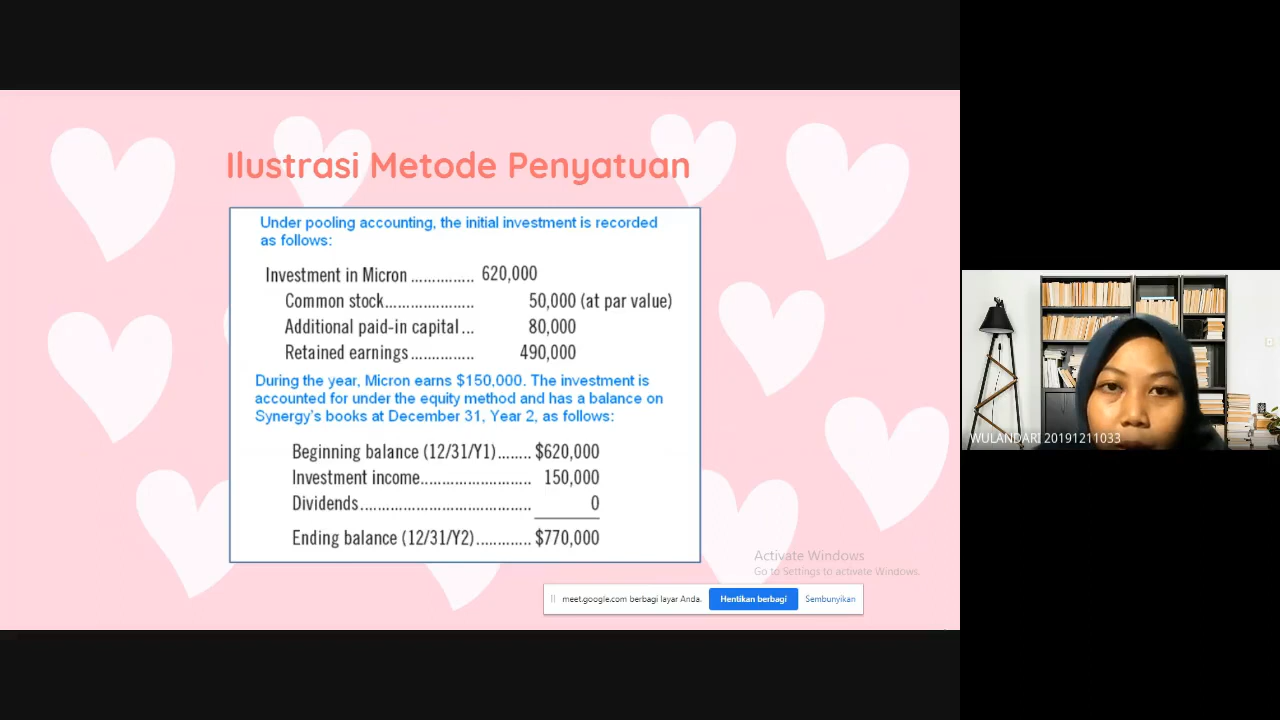 Ilustrasi Metode Penyatuan
Under pooling accounting, the initial investment is recorded
as follows:
Investment in Micron .............. 620,000
Common stock..................... 50,000 (at par value)
Additional paid-in capital ... 80,000
Retained earnings .............. 490,000
During the year, Micron earns $150,000. The investment is
accounted for under the equity method and has a balance on
Synergy's books at December 31, Year 2, as follows:
Beginning balance (12/31/Y1)........ $620,000
Investment income.......................... 150,000
Dividends........................................ 0
Ending balance (12/31/Y2)............. $770,000
Activate Windows
Go to Settings to activate Windows.
meet.google.com berbagi layar Anda.
Hentikan berbagi
Sembunyikan
WULANDARI 20191211033